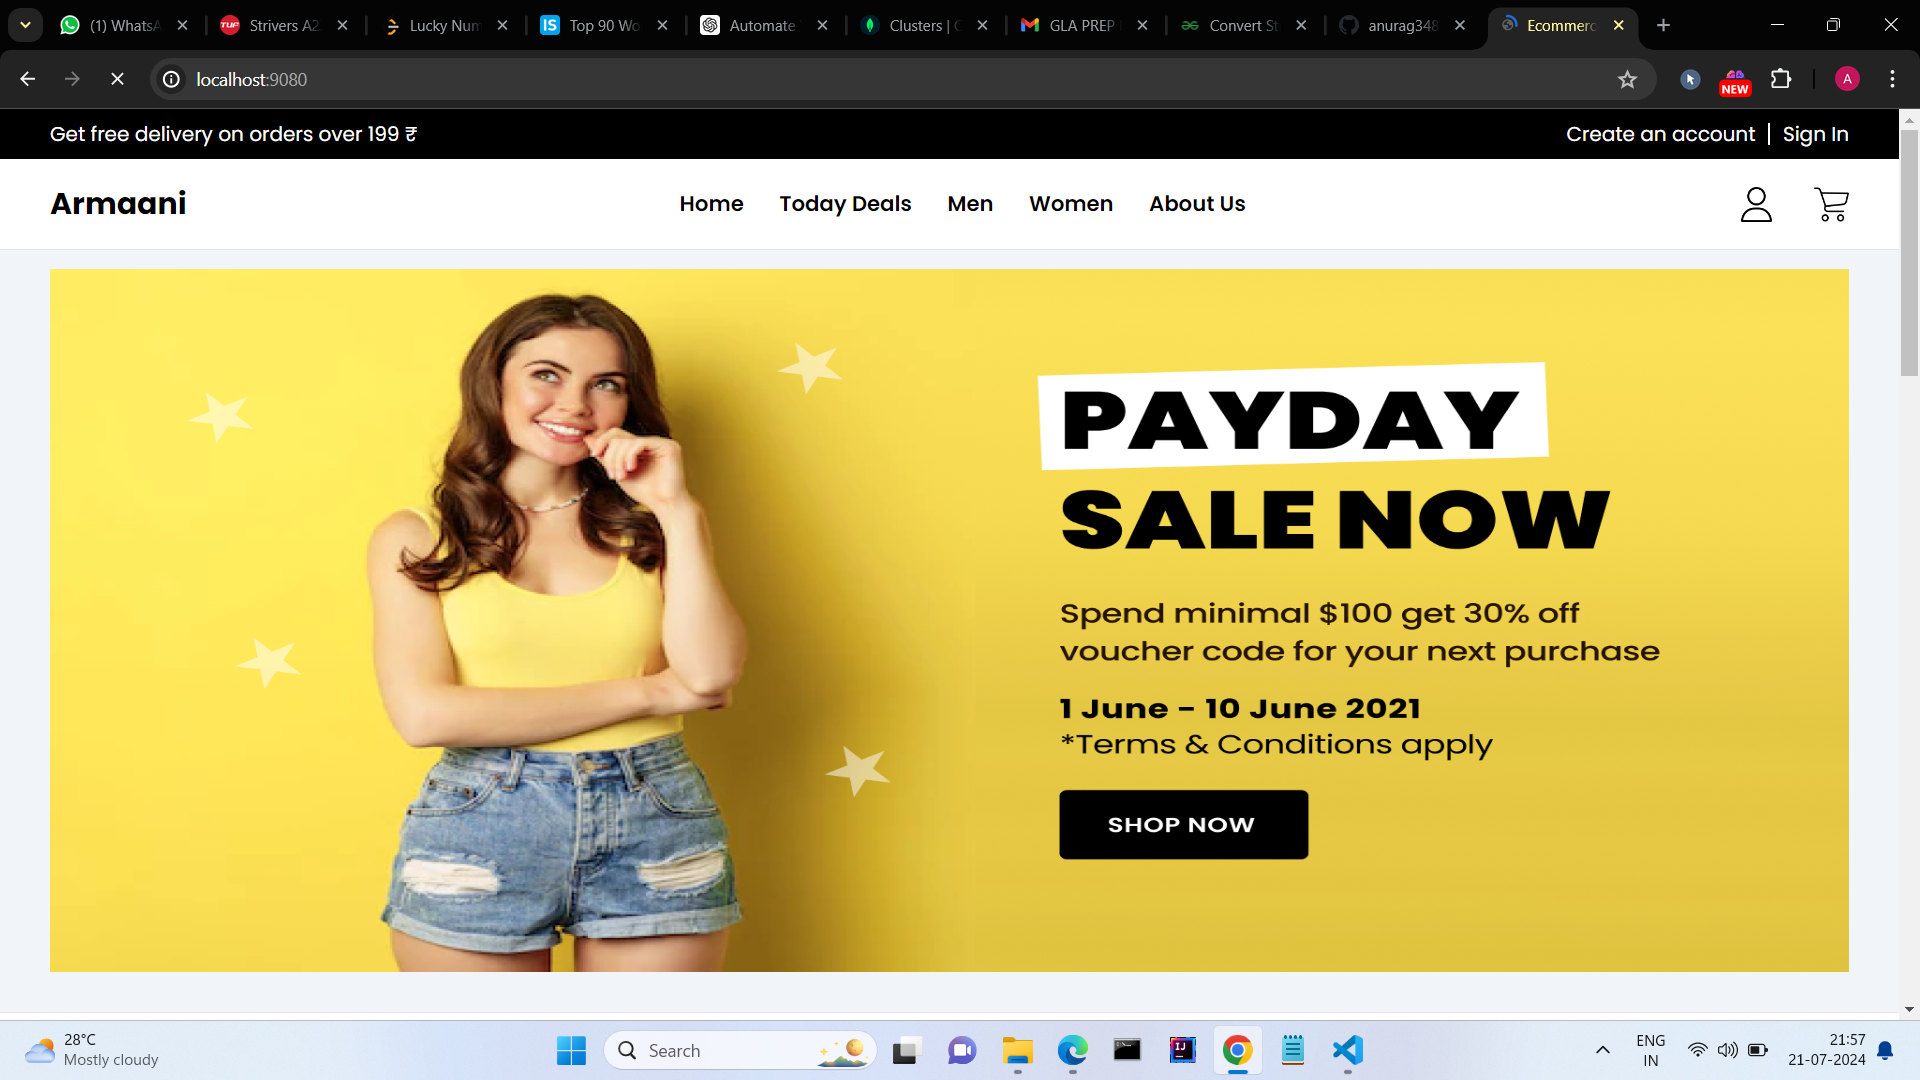 (1) WhatsA
Strivers A2
Lucky Num
Top 90 Wo
Automate
Clusters | C
GLA PREP
Convert St
anurag348
Ecommerc
localhost:9080
NEW
A
Get free delivery on orders over 199 ₹
Create an account | Sign In
Armaani
Home
Today Deals
Men
Women
About Us
PAYDAY
SALE NOW
Spend minimal $100 get 30% off
voucher code for your next purchase
1 June - 10 June 2021
*Terms & Conditions apply
SHOP NOW
28°C
Mostly cloudy
Search
ENG
IN
21:57
21-07-2024